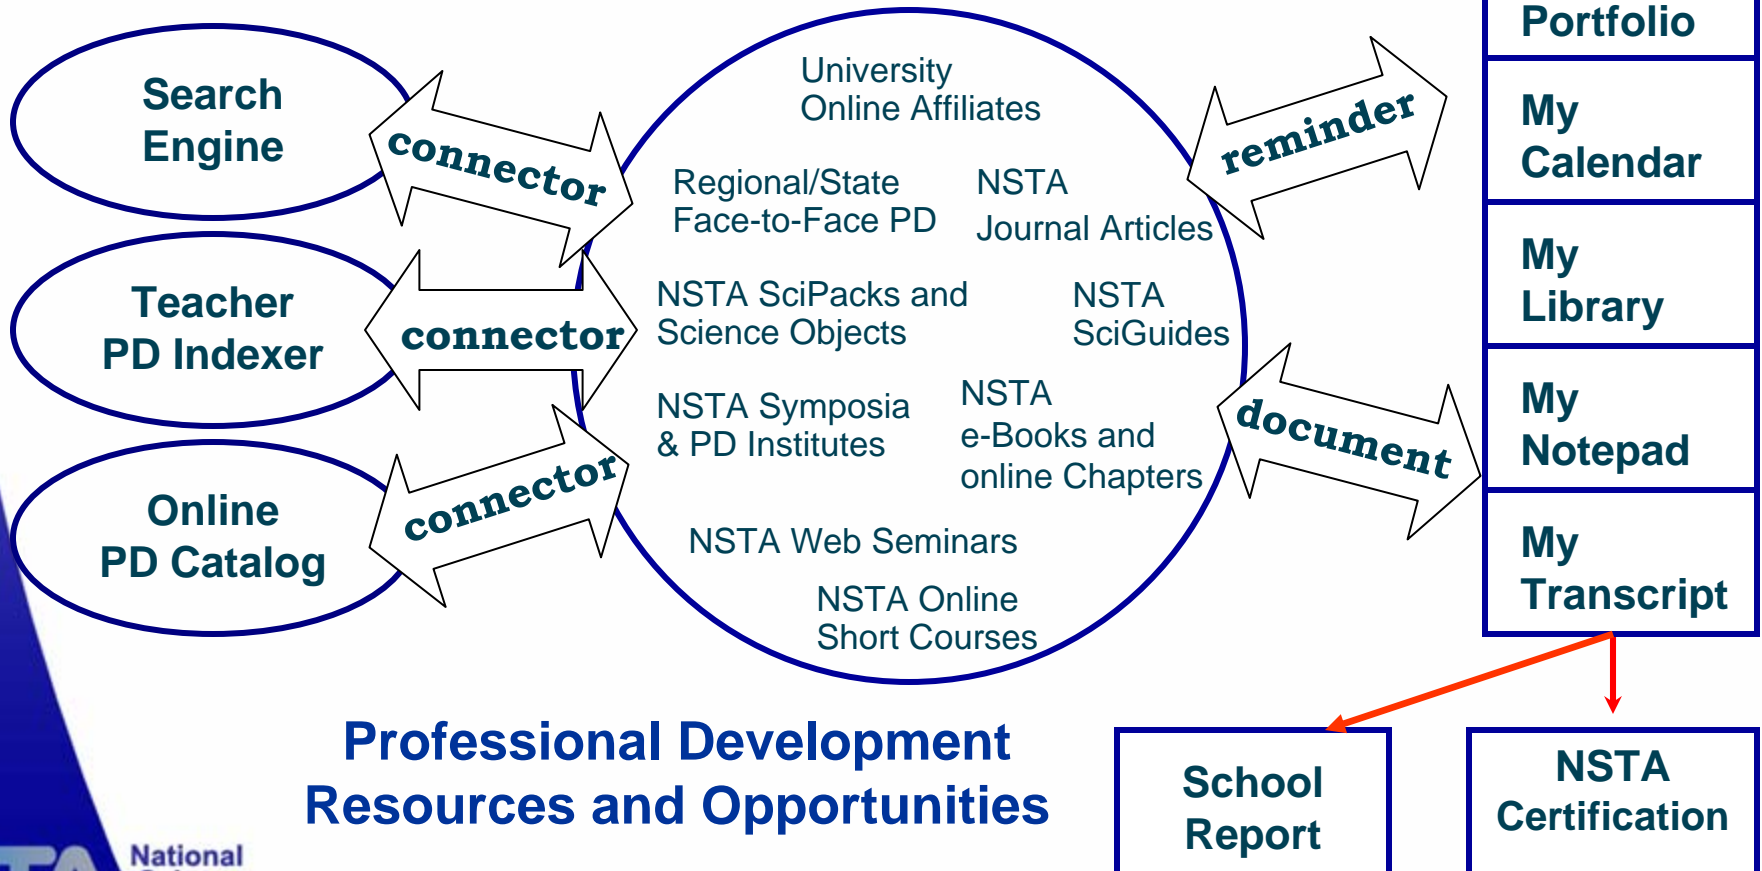 Search
Engine
Teacher
PD Indexer
Online
PD Catalog
connector
connector
connector
University
Online Affiliates
Regional/State
Face-to-Face PD
NSTA
Journal Articles
NSTA SciPacks and
Science Objects
NSTA
SciGuides
NSTA Symposia
& PD Institutes
NSTA
e-Books and
online Chapters
NSTA Web Seminars
NSTA Online
Short Courses
reminder
document
Portfolio
My
Calendar
My
Library
My
Notepad
My
Transcript
Professional Development
Resources and Opportunities
School
Report
NSTA
Certification
National